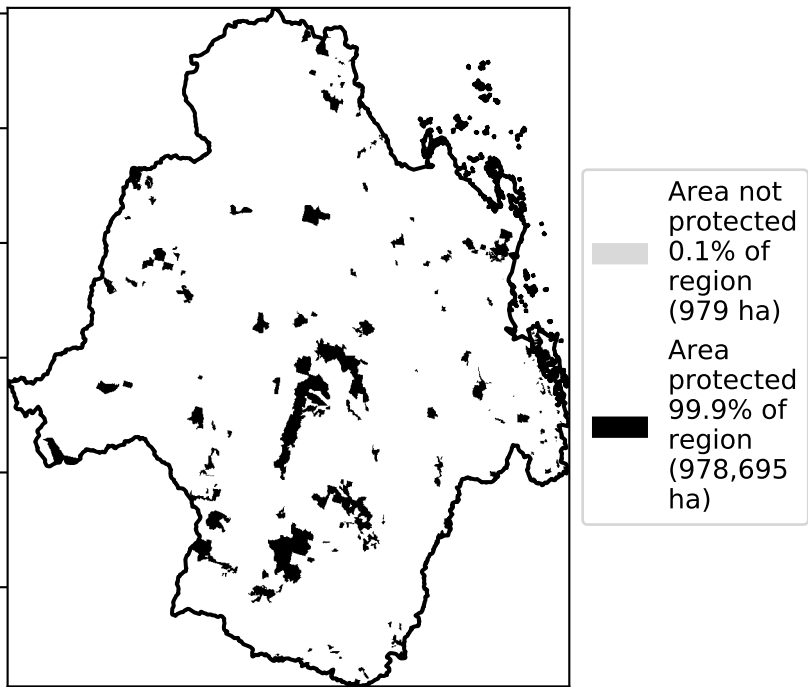 Area not
protected
0.1% of
region
(979 ha)
Area
protected
99.9% of
region
(978,695
ha)